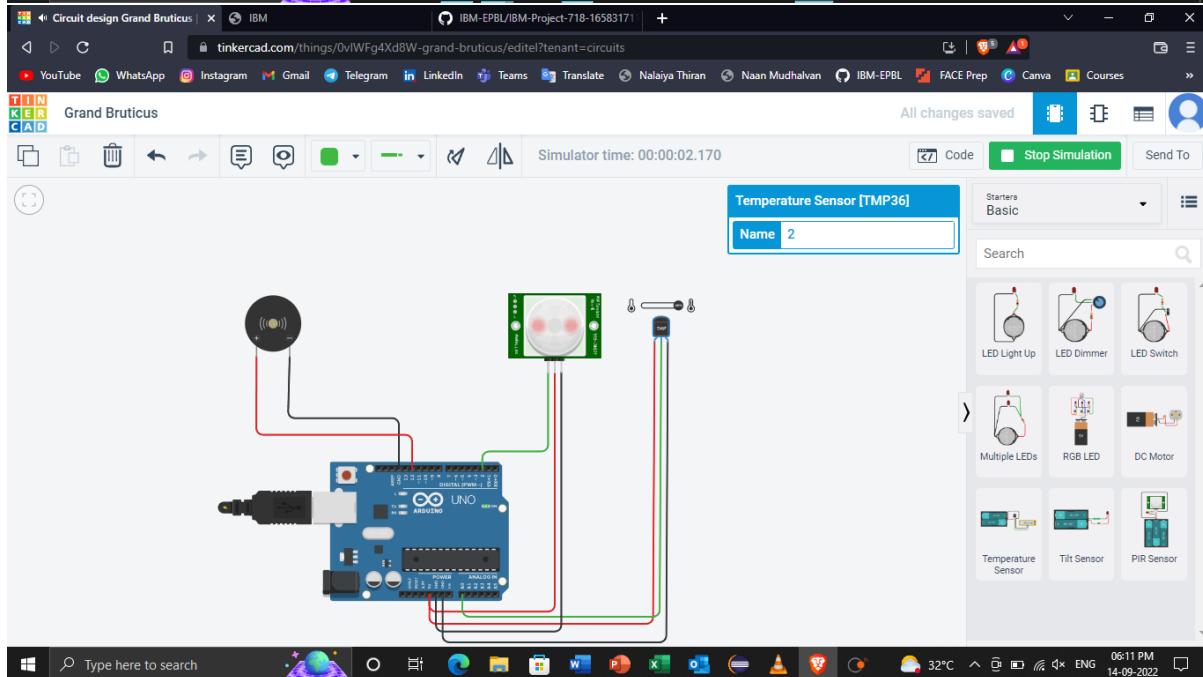 Circuit design Grand Bruticus |
IBM
IBM-EPBL/IBM-Project-718-16583171
tinkercad.com/things/0vlWFg4Xd8W-grand-bruticus/editel?tenant=circuits
YouTube WhatsApp Instagram Gmail Telegram LinkedIn Teams Translate Nalaiya Thiran Naan Mudhalvan IBM-EPBL FACE Prep Canva Courses »
TINKERCAD
Grand Bruticus
All changes saved
Simulator time: 00:00:02.170
Code
Stop Simulation
Send To
Temperature Sensor [TMP36]
Name 2
Starters
Basic
Search
LED Light Up LED Dimmer LED Switch
Multiple LEDs RGB LED DC Motor
Temperature Sensor Tilt Sensor PIR Sensor
TMP
DIGITAL (PWM~)
UNO
ARDUINO
POWER ANALOG IN
Type here to search
32°C
ENG
06:11 PM
14-09-2022